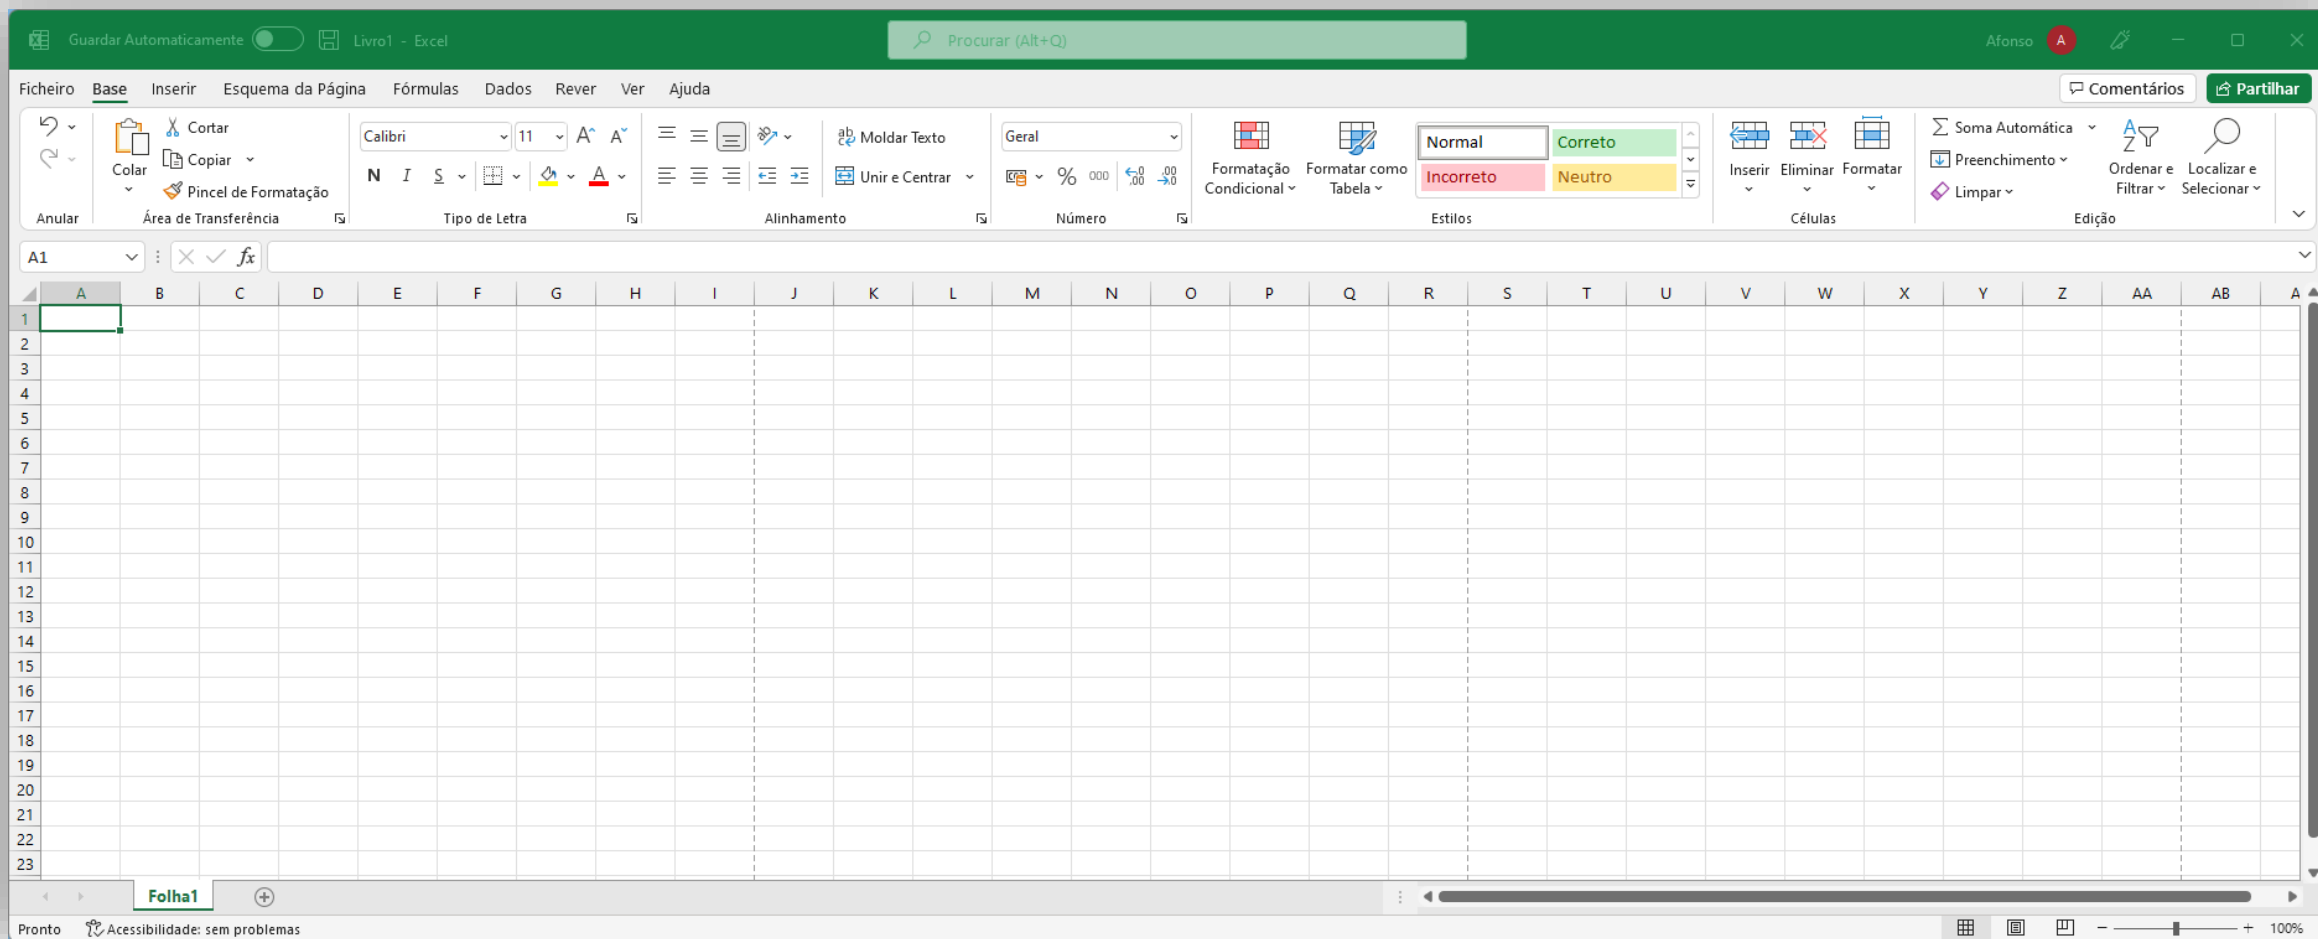 Guardar Automaticamente Livro1 - Excel Procurar (Alt+Q) Afonso A
Ficheiro Base Inserir Esquema da Página Fórmulas Dados Rever Ver Ajuda Comentários Partilhar
Colar
Cortar
Copiar
Pincel de Formatação
Calibri 11
N I S
ab Moldar Texto
Unir e Centrar
Geral
% 000
Formatação Condicional
Formatar como Tabela
Normal Correto
Incorreto Neutro
Inserir Eliminar Formatar
Soma Automática
Preenchimento
Limpar
Ordenar e Filtrar
Localizar e Selecionar
Anular Área de Transferência Tipo de Letra Alinhamento Número Estilos Células Edição
A1 fx
A B C D E F G H I J K L M N O P Q R S T U V W X Y Z AA AB
1
2
3
4
5
6
7
8
9
10
11
12
13
14
15
16
17
18
19
20
21
22
23
Folha1
Pronto Acessibilidade: sem problemas 100%